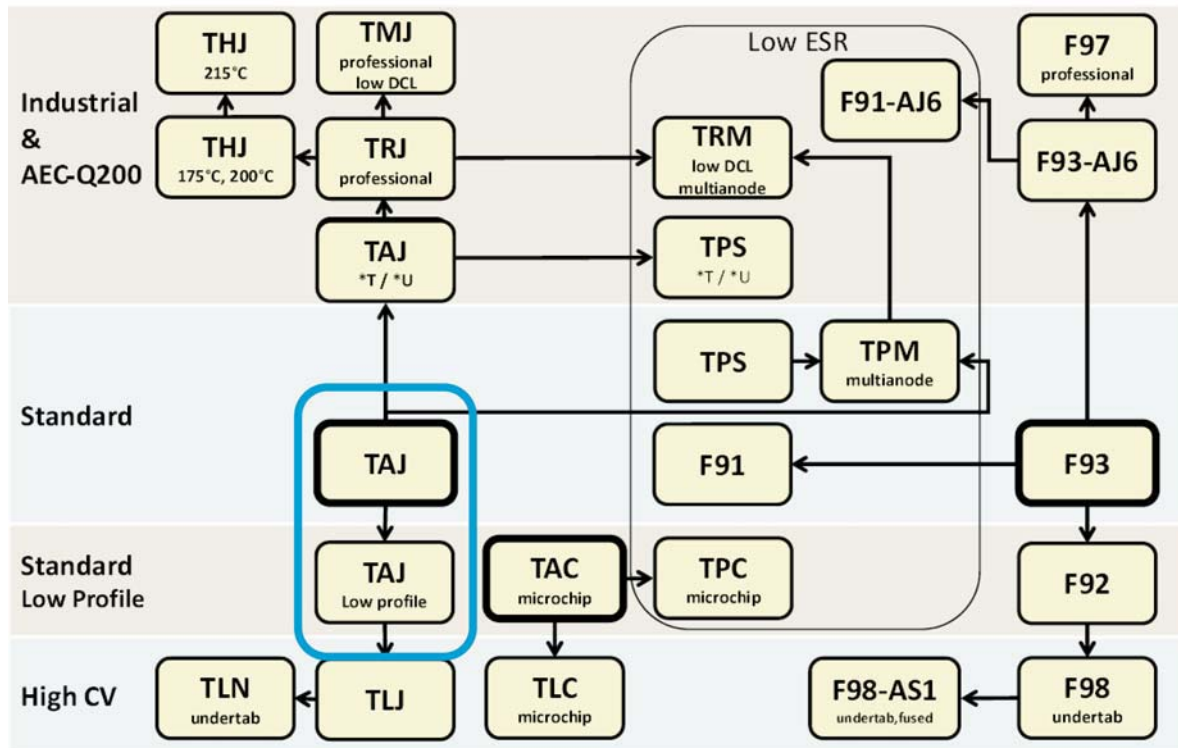 Low ESR
Industrial
&
AEC-Q200
THJ
215°C
TMJ
professional
low DCL
F91-AJ6
F97
professional
THJ
175°C, 200°C
TRJ
professional
TRM
low DCL
multianode
F93-AJ6
TAJ
*T / *U
TPS
*T / *U
Standard
TPS
TPM
multianode
TAJ
F91
F93
Standard
Low Profile
TAJ
Low profile
TAC
microchip
TPC
microchip
F92
High CV
TLN
undertab
TLJ
TLC
microchip
F98-AS1
undertab,fused
F98
undertab